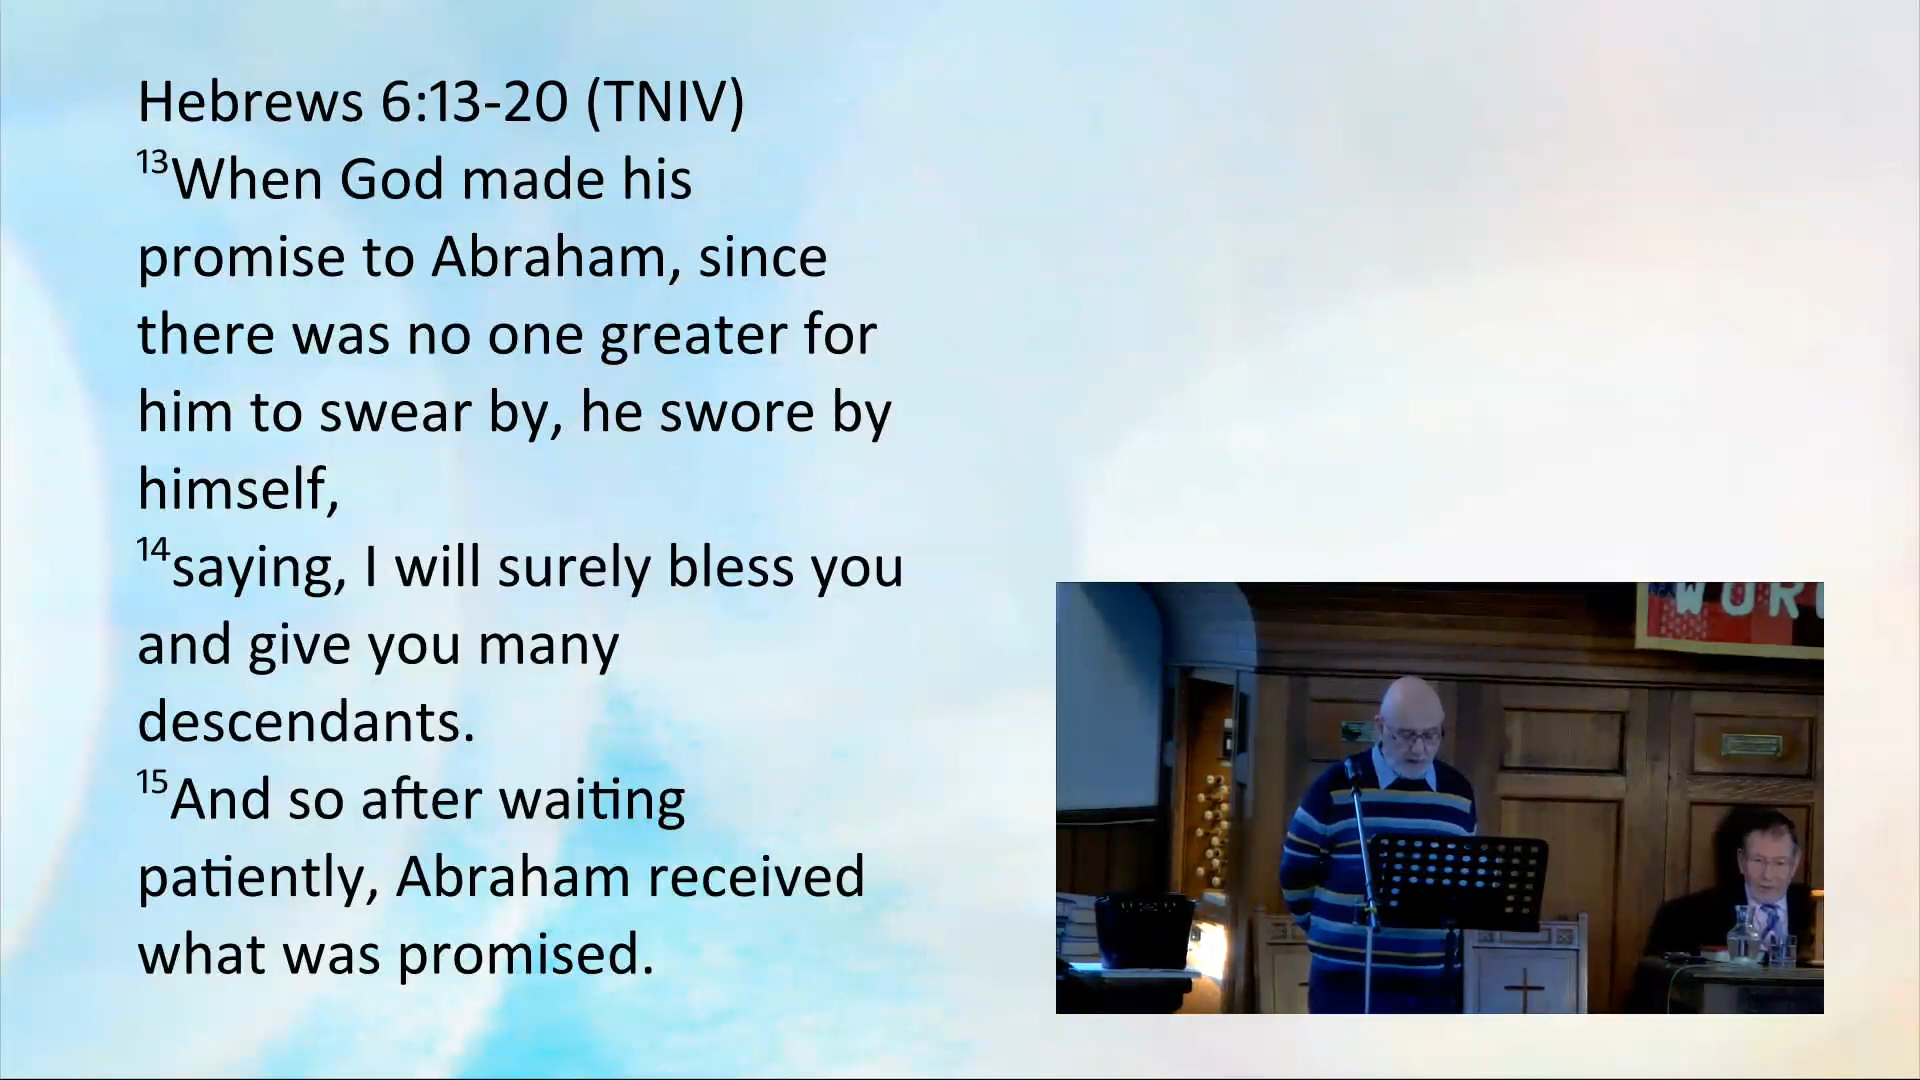 Hebrews 6:13-20 (TNIV)
¹³When God made his
promise to Abraham, since
there was no one greater for
him to swear by, he swore by
himself,
¹⁴saying, I will surely bless you
and give you many
descendants.
¹⁵And so after waiting
patiently, Abraham received
what was promised.